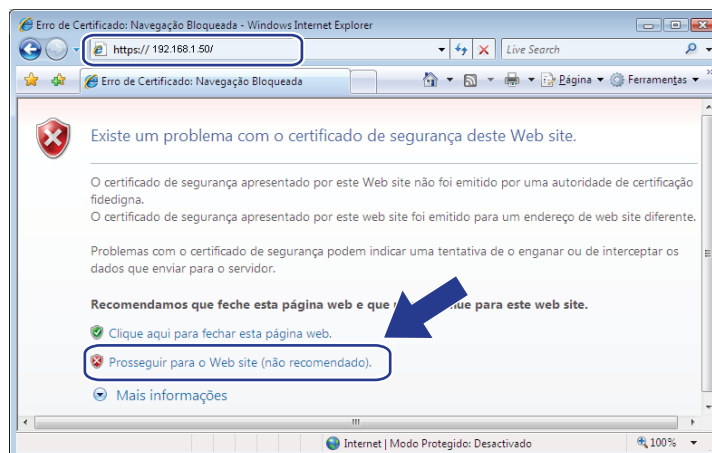 Erro de Certificado: Navegação Bloqueada - Windows Internet Explorer
https:// 192.168.1.50/
Live Search
Erro de Certificado: Navegação Bloqueada
Página
Ferramentas
Existe um problema com o certificado de segurança deste Web site.
O certificado de segurança apresentado por este Web site não foi emitido por uma autoridade de certificação
fidedigna.
O certificado de segurança apresentado por este web site foi emitido para um endereço de web site diferente.
Problemas com o certificado de segurança podem indicar uma tentativa de o enganar ou de interceptar os
dados que enviar para o servidor.
Recomendamos que feche esta página web e que nue para este web site.
Clique aqui para fechar esta página web.
Prosseguir para o Web site (não recomendado).
Mais informações
Internet | Modo Protegido: Desactivado
100%